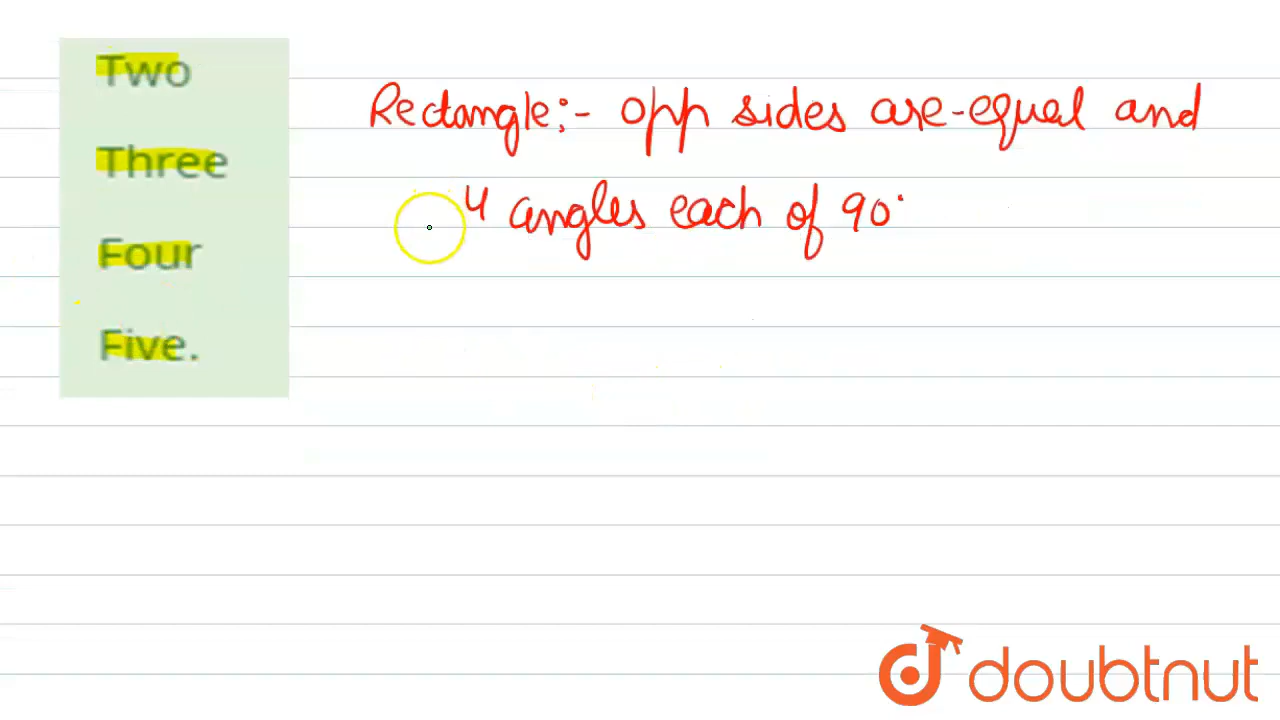 Two
Three
Four
Five.
Rectangle:- opp sides are equal and
4 angles each of 90°
doubtnut